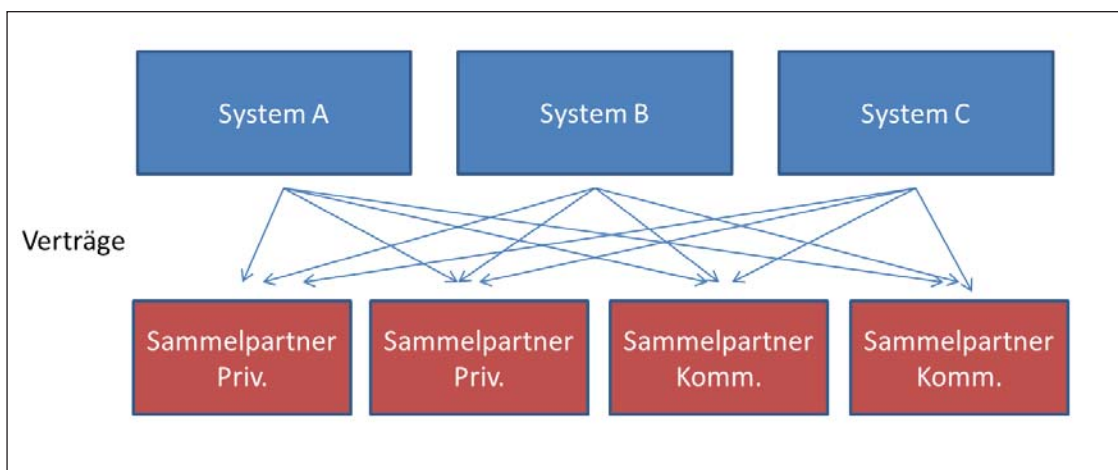 System A
System B
System C
Verträge
Sammelpartner
Priv.
Sammelpartner
Priv.
Sammelpartner
Komm.
Sammelpartner
Komm.